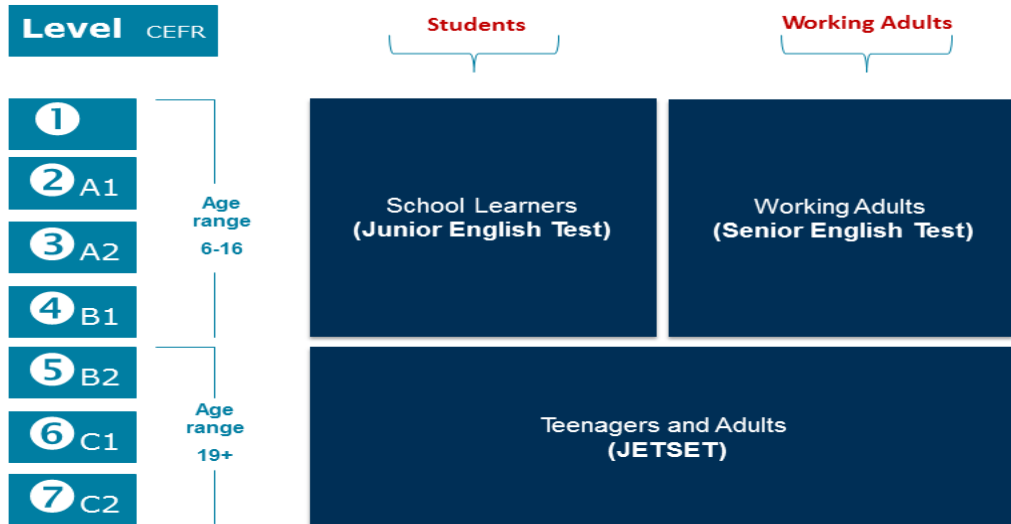 Level CEFR
Students
Working Adults
1
2 A1
3 A2
4 B1
5 B2
6 C1
7 C2
Age
range
6-16
Age
range
19+
School Learners
(Junior English Test)
Working Adults
(Senior English Test)
Teenagers and Adults
(JETSET)